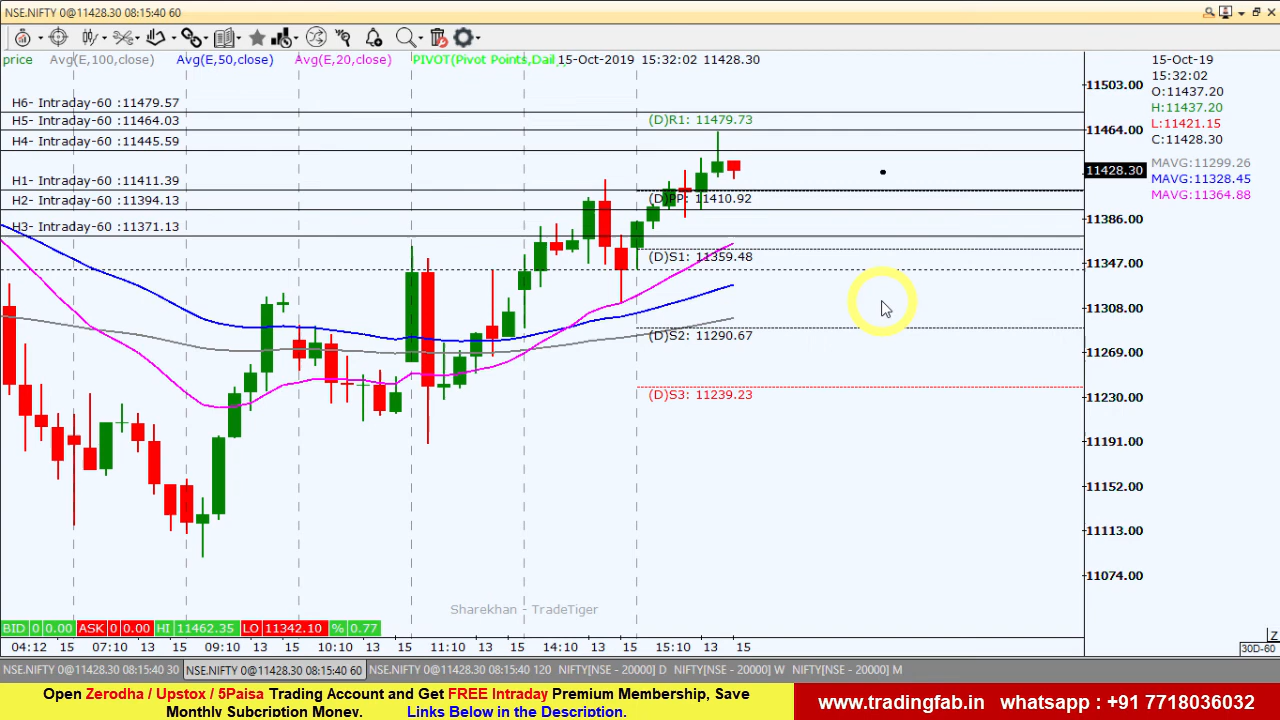 NSE.NIFTY 0@11428.30 08:15:40 60
price Avg(E,100,close) Avg(E,50,close) Avg(E,20,close) PIVOT(Pivot Points,Dail 15-Oct-2019 15:32:02 11428.30
15-Oct-19
15:32:02
O:11437.20
H:11437.20
L:11421.15
C:11428.30
MAVG:11299.26
MAVG:11328.45
MAVG:11364.88
H6- Intraday-60 :11479.57
H5- Intraday-60 :11464.03
H4- Intraday-60 :11445.59
H1- Intraday-60 :11411.39
H2- Intraday-60 :11394.13
H3- Intraday-60 :11371.13
(D)R1: 11479.73
(D)PP: 11410.92
(D)S1: 11359.48
(D)S2: 11290.67
(D)S3: 11239.23
11503.00
11464.00
11428.30
11386.00
11347.00
11308.00
11269.00
11230.00
11191.00
11152.00
11113.00
11074.00
Sharekhan - TradeTiger
BID 0 0.00 ASK 0 0.00 HI 11462.35 LO 11342.10 % 0.77
04:12 15 07:10 13 15 09:10 13 15 10:10 13 15 11:10 13 15 14:10 13 15 15:10 13 15
Z
30D-60
NSE.NIFTY 0@11428.30 08:15:40 30 NSE.NIFTY 0@11428.30 08:15:40 60 NSE.NIFTY 0@11428.30 08:15:40 120 NIFTY[NSE - 20000] D NIFTY[NSE - 20000] W NIFTY[NSE - 20000] M
Open Zerodha / Upstox / 5Paisa Trading Account and Get FREE Intraday Premium Membership, Save
Monthly Subcription Money. Links Below in the Description.
www.tradingfab.in whatsapp : +91 7718036032